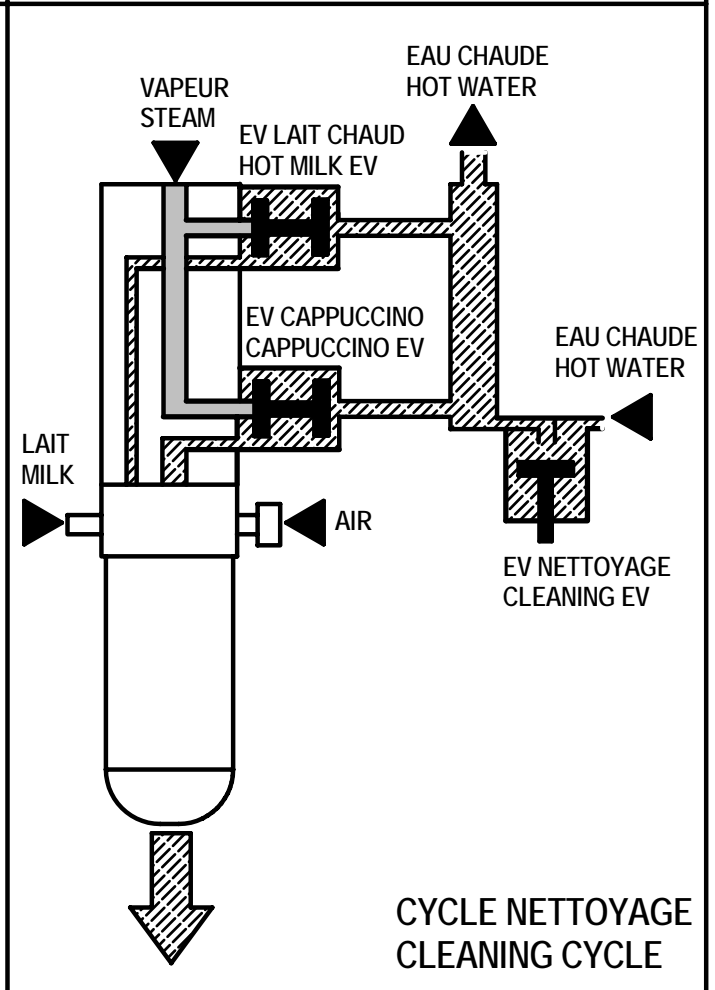 EAU CHAUDE
HOT WATER
VAPEUR
STEAM
EV LAIT CHAUD
HOT MILK EV
EV CAPPUCCINO
CAPPUCCINO EV
EAU CHAUDE
HOT WATER
LAIT
MILK
AIR
EV NETTOYAGE
CLEANING EV
CYCLE NETTOYAGE
CLEANING CYCLE